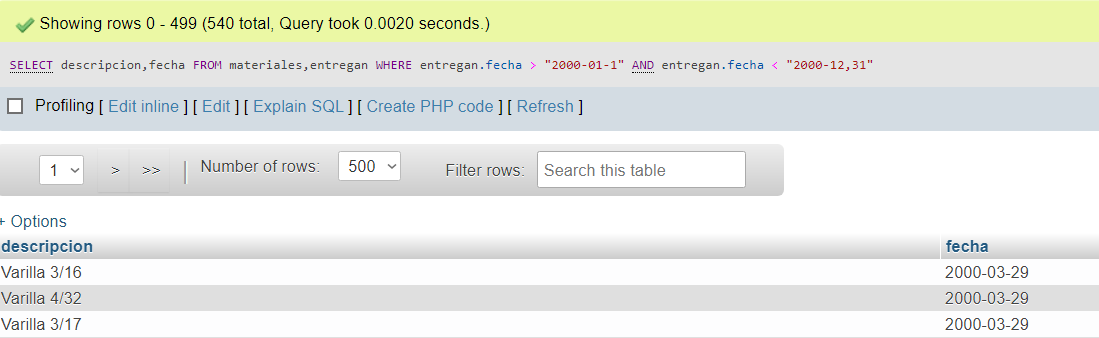 Showing rows 0 - 499 (540 total, Query took 0.0020 seconds.)
SELECT descripcion,fecha FROM materiales,entregan WHERE entregan.fecha > "2000-01-1" AND entregan.fecha < "2000-12,31"
Profiling [ Edit inline ] [ Edit ] [ Explain SQL ] [ Create PHP code ] [ Refresh ]
1 > >> | Number of rows: 500 Filter rows: Search this table
+ Options
descripcion fecha
Varilla 3/16 2000-03-29
Varilla 4/32 2000-03-29
Varilla 3/17 2000-03-29